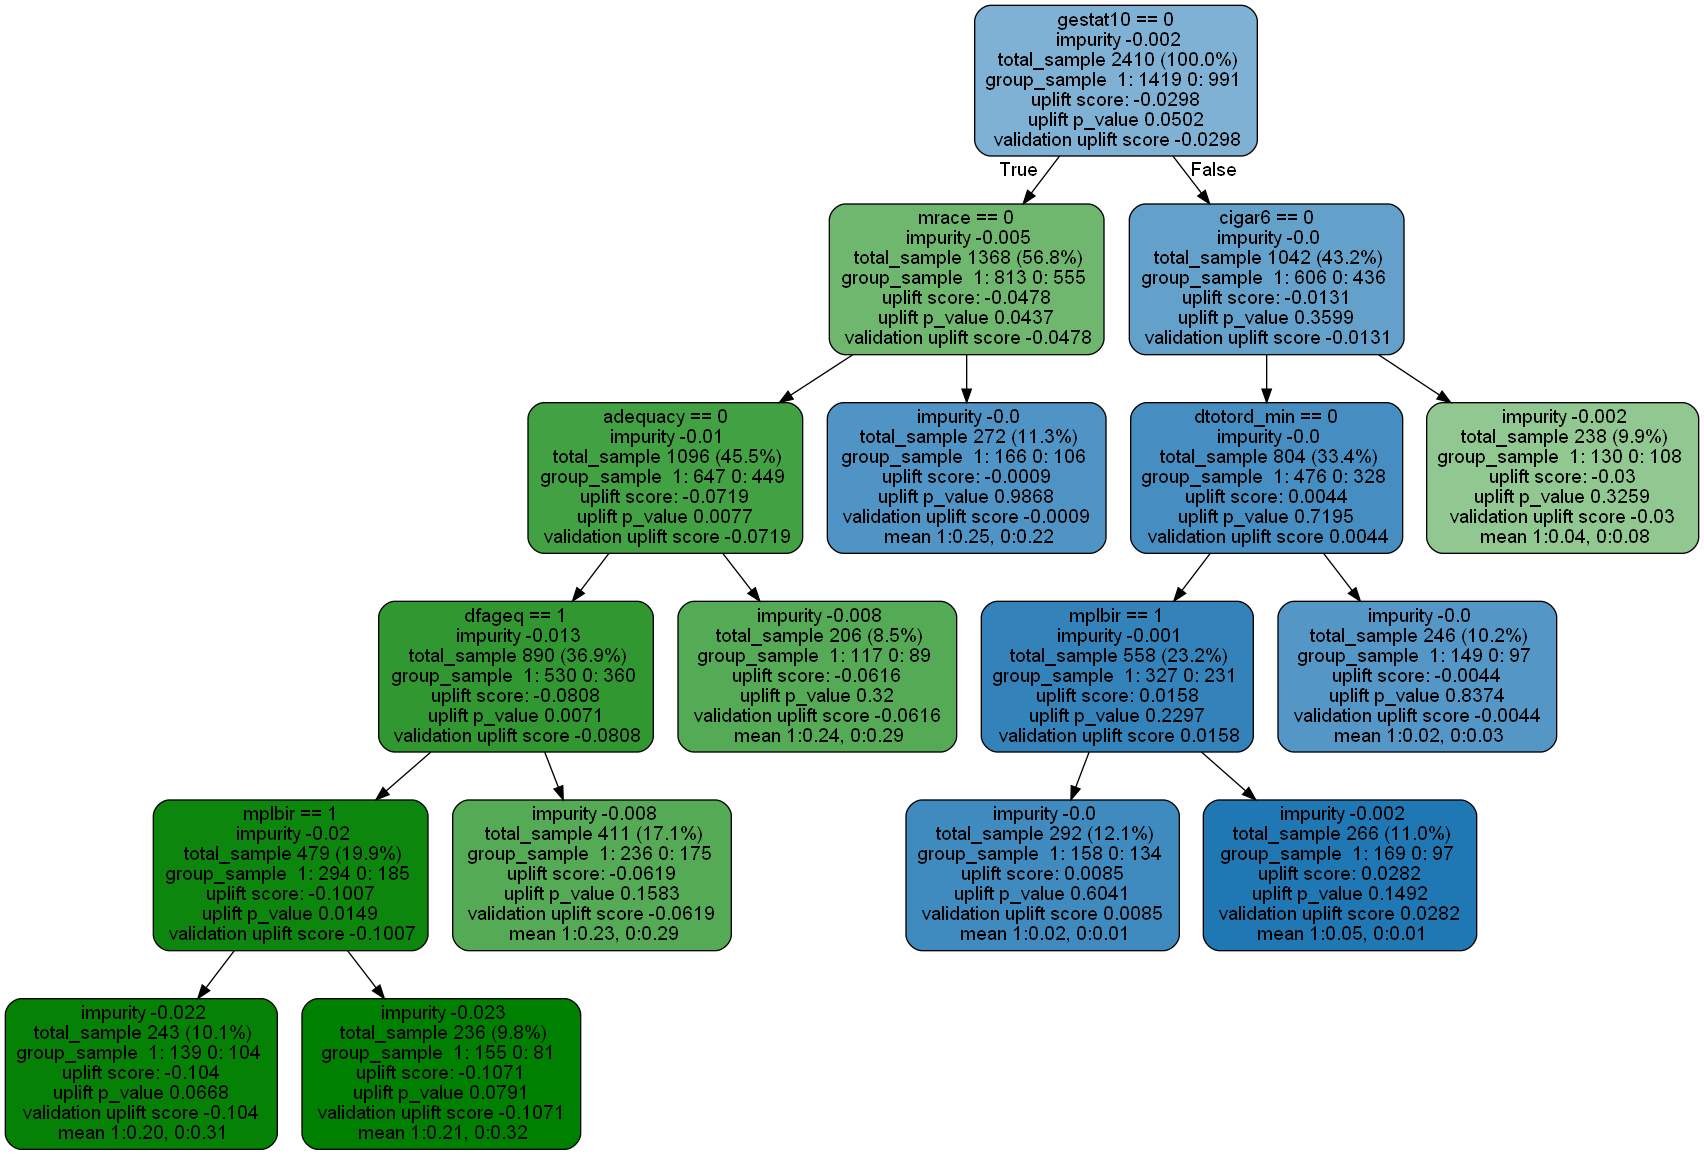 gestat10 == 0
impurity -0.002
total_sample 2410 (100.0%)
group_sample 1: 1419 0: 991
uplift score: -0.0298
uplift p_value 0.0502
validation uplift score -0.0298
True
False
mrace == 0
impurity -0.005
total_sample 1368 (56.8%)
group_sample 1: 813 0: 555
uplift score: -0.0478
uplift p_value 0.0437
validation uplift score -0.0478
cigar6 == 0
impurity -0.0
total_sample 1042 (43.2%)
group_sample 1: 606 0: 436
uplift score: -0.0131
uplift p_value 0.3599
validation uplift score -0.0131
adequacy == 0
impurity -0.01
total_sample 1096 (45.5%)
group_sample 1: 647 0: 449
uplift score: -0.0719
uplift p_value 0.0077
validation uplift score -0.0719
impurity -0.0
total_sample 272 (11.3%)
group_sample 1: 166 0: 106
uplift score: -0.0009
uplift p_value 0.9868
validation uplift score -0.0009
mean 1:0.25, 0:0.22
dtotord_min == 0
impurity -0.0
total_sample 804 (33.4%)
group_sample 1: 476 0: 328
uplift score: 0.0044
uplift p_value 0.7195
validation uplift score 0.0044
impurity -0.002
total_sample 238 (9.9%)
group_sample 1: 130 0: 108
uplift score: -0.03
uplift p_value 0.3259
validation uplift score -0.03
mean 1:0.04, 0:0.08
dfageq == 1
impurity -0.013
total_sample 890 (36.9%)
group_sample 1: 530 0: 360
uplift score: -0.0808
uplift p_value 0.0071
validation uplift score -0.0808
impurity -0.008
total_sample 206 (8.5%)
group_sample 1: 117 0: 89
uplift score: -0.0616
uplift p_value 0.32
validation uplift score -0.0616
mean 1:0.24, 0:0.29
mplbir == 1
impurity -0.001
total_sample 558 (23.2%)
group_sample 1: 327 0: 231
uplift score: 0.0158
uplift p_value 0.2297
validation uplift score 0.0158
impurity -0.0
total_sample 246 (10.2%)
group_sample 1: 149 0: 97
uplift score: -0.0044
uplift p_value 0.8374
validation uplift score -0.0044
mean 1:0.02, 0:0.03
mplbir == 1
impurity -0.02
total_sample 479 (19.9%)
group_sample 1: 294 0: 185
uplift score: -0.1007
uplift p_value 0.0149
validation uplift score -0.1007
impurity -0.008
total_sample 411 (17.1%)
group_sample 1: 236 0: 175
uplift score: -0.0619
uplift p_value 0.1583
validation uplift score -0.0619
mean 1:0.23, 0:0.29
impurity -0.0
total_sample 292 (12.1%)
group_sample 1: 158 0: 134
uplift score: 0.0085
uplift p_value 0.6041
validation uplift score 0.0085
mean 1:0.02, 0:0.01
impurity -0.002
total_sample 266 (11.0%)
group_sample 1: 169 0: 97
uplift score: 0.0282
uplift p_value 0.1492
validation uplift score 0.0282
mean 1:0.05, 0:0.01
impurity -0.022
total_sample 243 (10.1%)
group_sample 1: 139 0: 104
uplift score: -0.104
uplift p_value 0.0668
validation uplift score -0.104
mean 1:0.20, 0:0.31
impurity -0.023
total_sample 236 (9.8%)
group_sample 1: 155 0: 81
uplift score: -0.1071
uplift p_value 0.0791
validation uplift score -0.1071
mean 1:0.21, 0:0.32